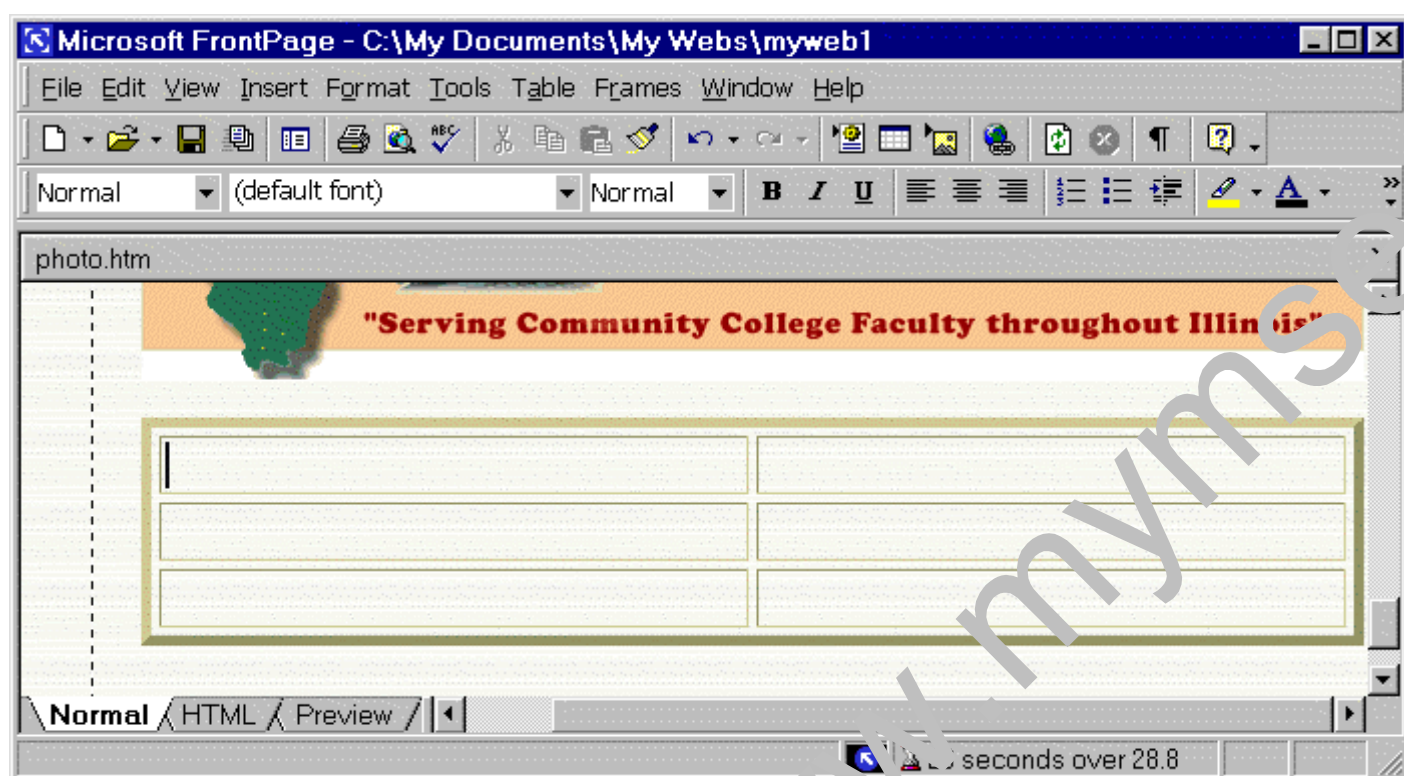 Microsoft FrontPage - C:\My Documents\My Webs\myweb1
File Edit View Insert Format Tools Table Frames Window Help
ABC
Normal (default font) Normal B I U A »
photo.htm
"Serving Community College Faculty throughout Illinois"
Normal HTML Preview
seconds over 28.8